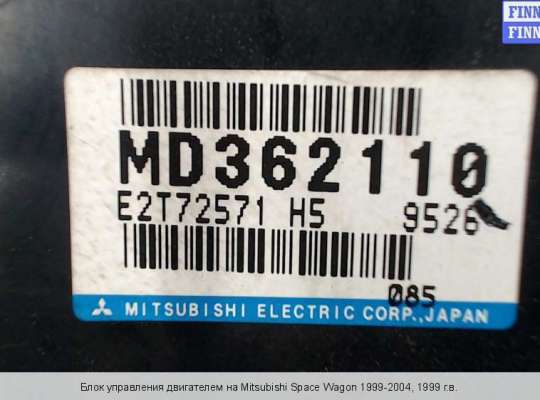 FINN
FINN
MD362110
E2T72571 H5 9526
085
MITSUBISHI ELECTRIC CORP., JAPAN
Блок управления двигателем на Mitsubishi Space Wagon 1999-2004, 1999 г.в.